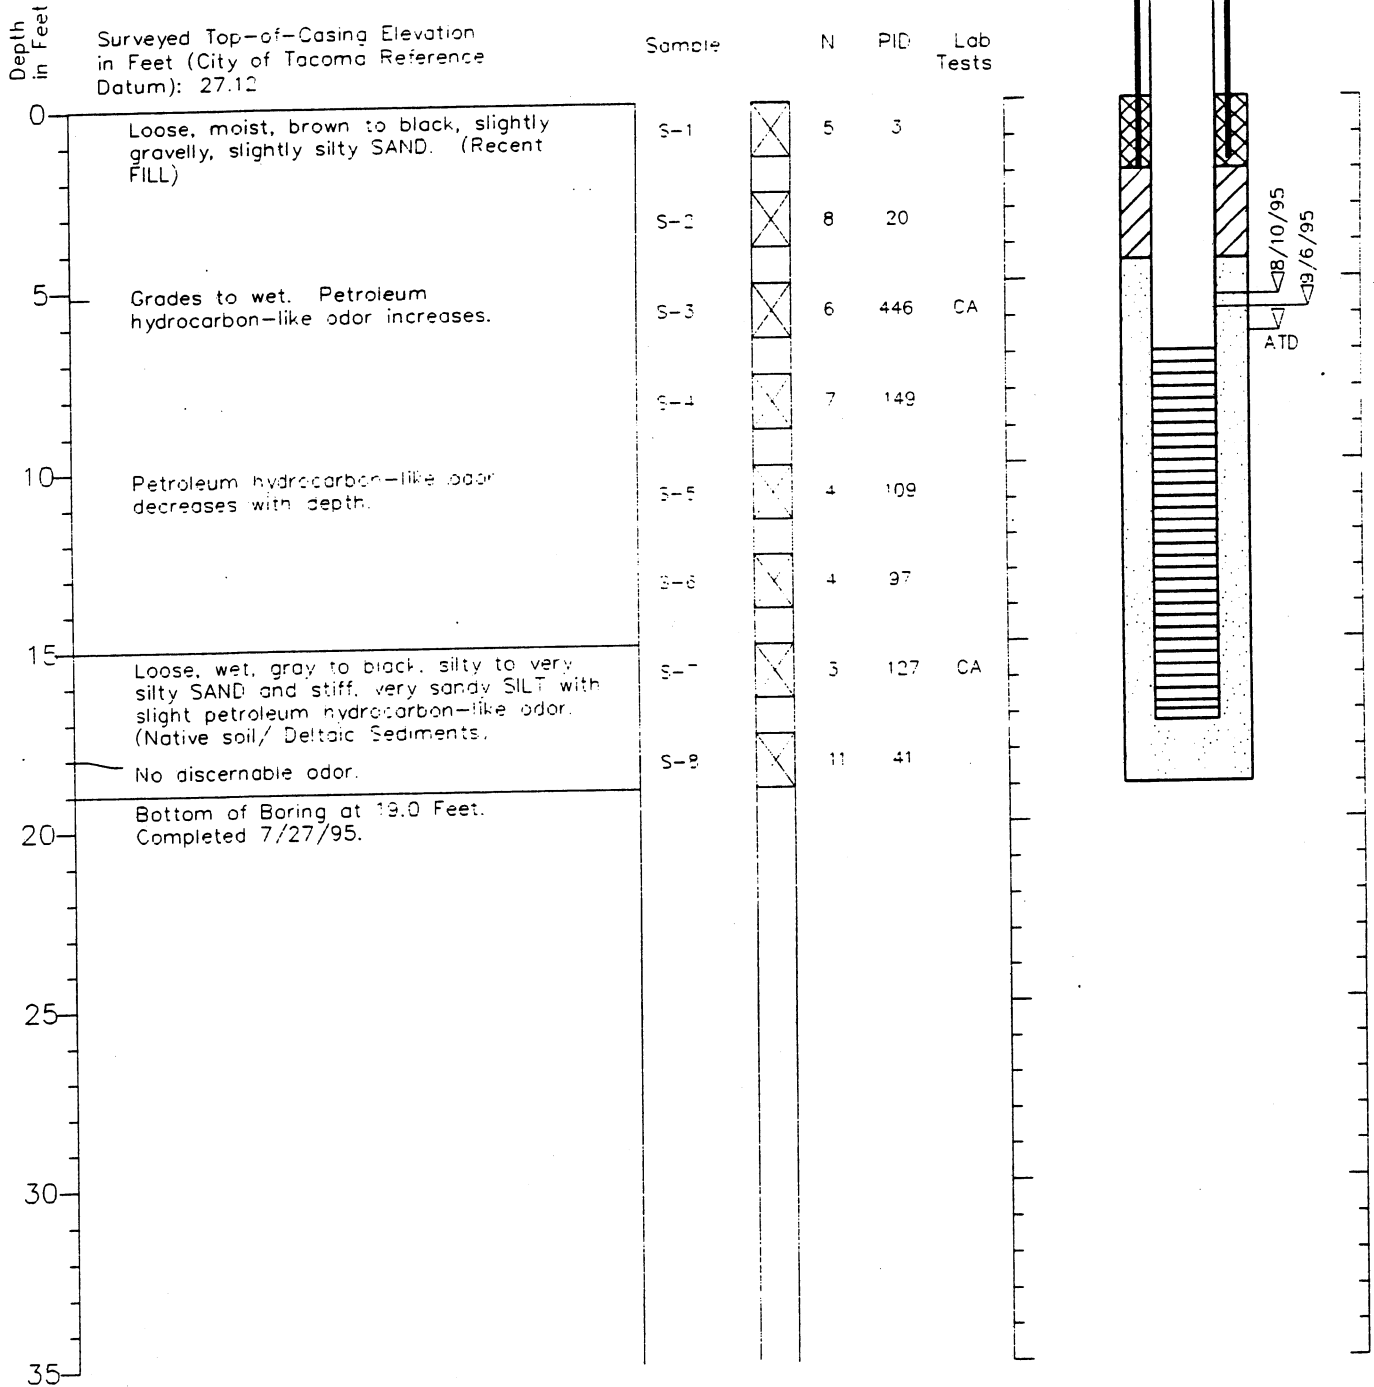 Depth
in Feet
Surveyed Top-of-Casing Elevation
in Feet (City of Tacoma Reference
Datum): 27.12
Sample
N
PID
Lab
Tests
0
Loose, moist, brown to black, slightly
gravelly, slightly silty SAND. (Recent
FILL)
S-1
5
3
S-2
8
20
8/10/95
9/6/95
5
Grades to wet. Petroleum
hydrocarbon-like odor increases.
S-3
6
446
CA
ATD
S-4
7
149
10
Petroleum hydrocarbon-like odor
decreases with depth.
S-5
4
109
S-6
4
97
15
Loose, wet, gray to black, silty to very
silty SAND and stiff, very sandy SILT with
slight petroleum hydrocarbon-like odor.
(Native soil/ Deltaic Sediments,
S-7
3
127
CA
No discernable odor.
S-8
11
41
Bottom of Boring at 19.0 Feet.
Completed 7/27/95.
20
25
30
35